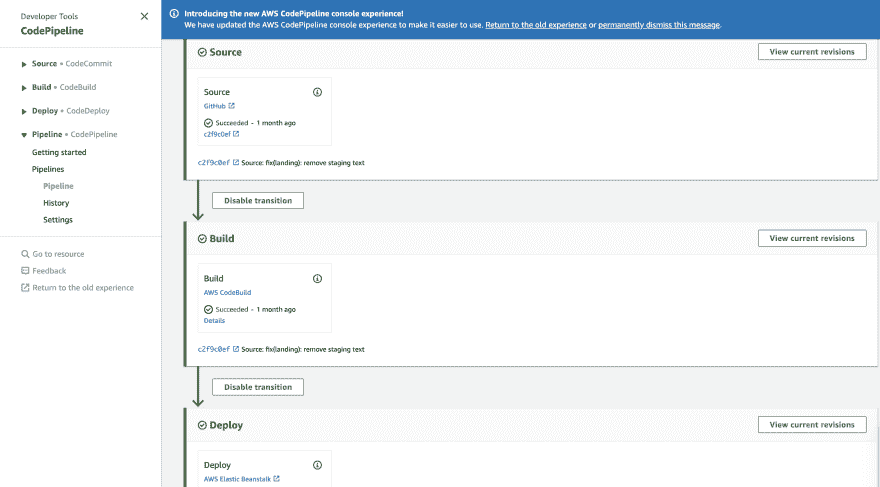 Developer Tools
CodePipeline
Source • CodeCommit
Build • CodeBuild
Deploy • CodeDeploy
Pipeline • CodePipeline
Getting started
Pipelines
Pipeline
History
Settings
Go to resource
Feedback
Return to the old experience
Introducing the new AWS CodePipeline console experience!
We have updated the AWS CodePipeline console experience to make it easier to use. Return to the old experience or permanently dismiss this message.
Source
View current revisions
Source
GitHub
Succeeded - 1 month ago
c2f9c0ef
c2f9c0ef Source: fix(landing): remove staging text
Disable transition
Build
View current revisions
Build
AWS CodeBuild
Succeeded - 1 month ago
Details
c2f9c0ef Source: fix(landing): remove staging text
Disable transition
Deploy
View current revisions
Deploy
AWS Elastic Beanstalk